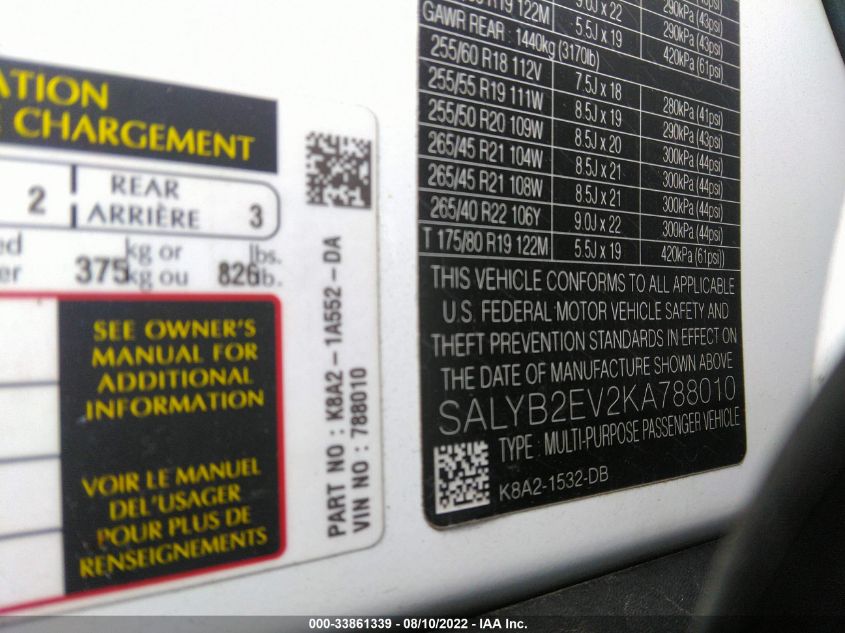 ATION
CHARGEMENT
2
REAR
ARRIÈRE 3
kg or lbs.
375 kg ou 826 lb.
SEE OWNER'S
MANUAL FOR
ADDITIONAL
INFORMATION
VOIR LE MANUEL
DEL'USAGER
POUR PLUS DE
RENSEIGNEMENTS
PART NO : K8A2-1A552-DA
VIN NO : 788010
R19 122M 5.5J x 19 290kPa (43psi)
GAWR REAR : 1440kg (3170lb) 420kPa (61psi)
255/60 R18 112V 7.5J x 18 280kPa (41psi)
255/55 R19 111W 8.5J x 19 290kPa (43psi)
255/50 R20 109W 8.5J x 20 300kPa (44psi)
265/45 R21 104W 8.5J x 21 300kPa (44psi)
265/45 R21 108W 8.5J x 21 300kPa (44psi)
265/40 R22 106Y 9.0J x 22 300kPa (44psi)
T 175/80 R19 122M 5.5J x 19 420kPa (61psi))
THIS VEHICLE CONFORMS TO ALL APPLICABLE
U.S. FEDERAL MOTOR VEHICLE SAFETY AND
THEFT PREVENTION STANDARDS IN EFFECT ON
THE DATE OF MANUFACTURE SHOWN ABOVE
SALYB2EV2KA788010
TYPE : MULTI-PURPOSE PASSENGER VEHICLE
K8A2-1532-DB
000-33861339 - 08/10/2022 - IAA Inc.